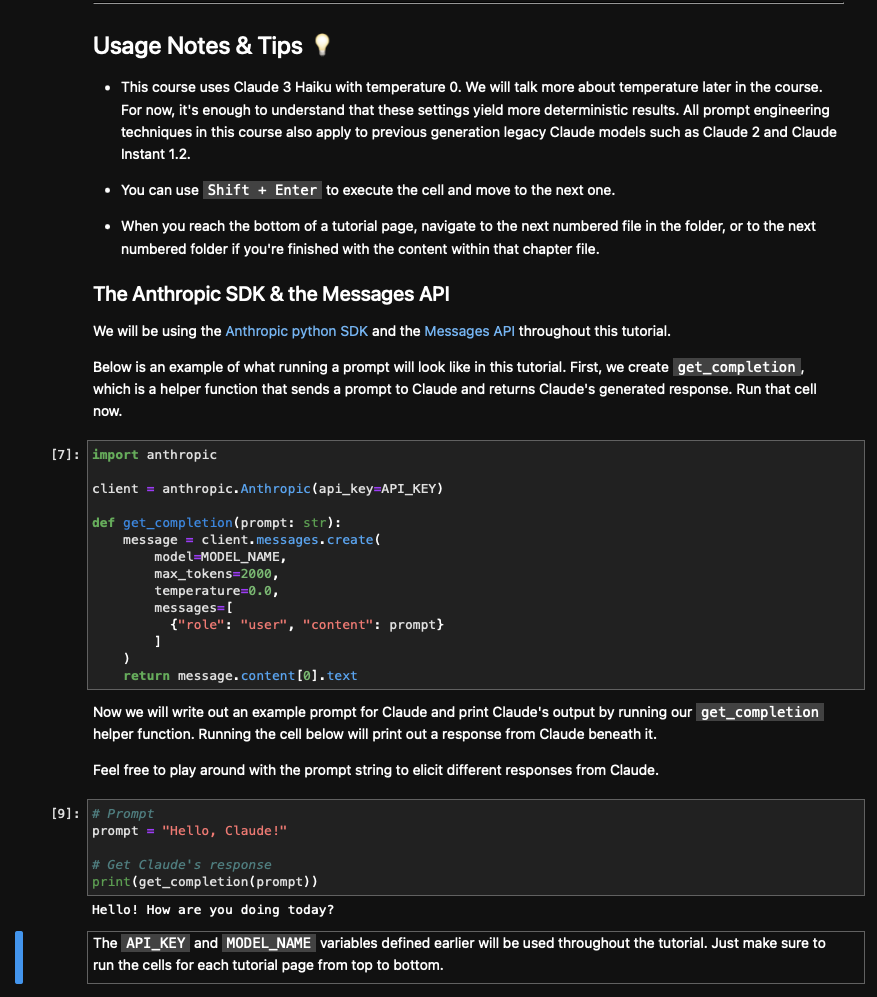 Usage Notes & Tips 💡
• This course uses Claude 3 Haiku with temperature 0. We will talk more about temperature later in the course.
For now, it's enough to understand that these settings yield more deterministic results. All prompt engineering
techniques in this course also apply to previous generation legacy Claude models such as Claude 2 and Claude
Instant 1.2.
• You can use Shift + Enter to execute the cell and move to the next one.
• When you reach the bottom of a tutorial page, navigate to the next numbered file in the folder, or to the next
numbered folder if you're finished with the content within that chapter file.
The Anthropic SDK & the Messages API
We will be using the Anthropic python SDK and the Messages API throughout this tutorial.
Below is an example of what running a prompt will look like in this tutorial. First, we create get_completion,
which is a helper function that sends a prompt to Claude and returns Claude's generated response. Run that cell
now.
[7]: import anthropic
client = anthropic.Anthropic(api_key=API_KEY)
def get_completion(prompt: str):
    message = client.messages.create(
        model=MODEL_NAME,
        max_tokens=2000,
        temperature=0.0,
        messages=[
          {"role": "user", "content": prompt}
        ]
    )
    return message.content[0].text
Now we will write out an example prompt for Claude and print Claude's output by running our get_completion
helper function. Running the cell below will print out a response from Claude beneath it.
Feel free to play around with the prompt string to elicit different responses from Claude.
[9]: # Prompt
prompt = "Hello, Claude!"
# Get Claude's response
print(get_completion(prompt))
Hello! How are you doing today?
The API_KEY and MODEL_NAME variables defined earlier will be used throughout the tutorial. Just make sure to
run the cells for each tutorial page from top to bottom.